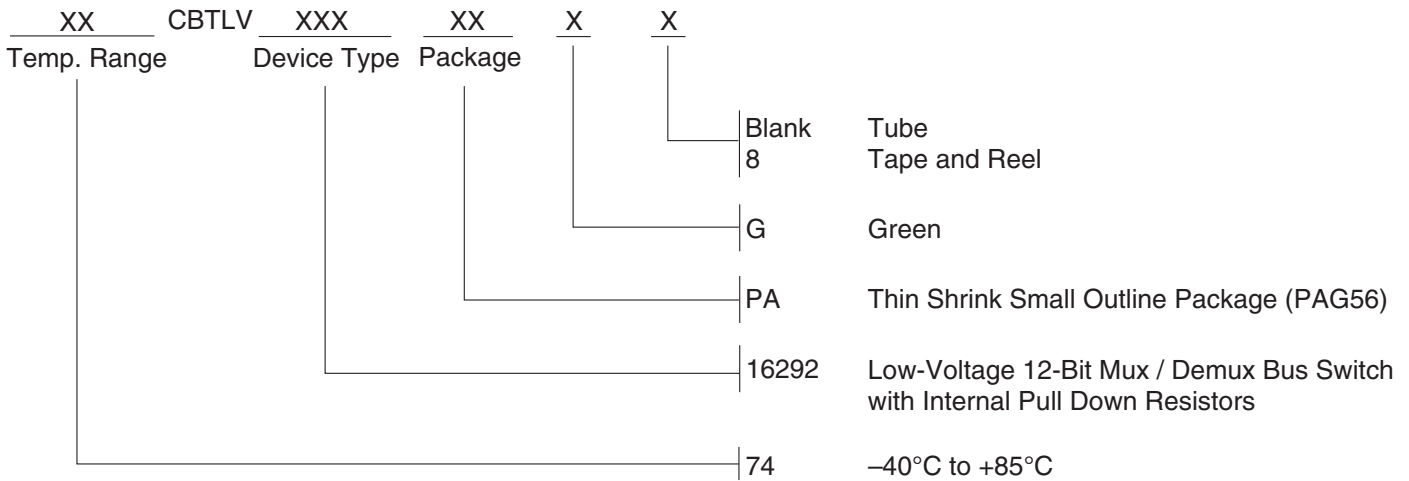 XX CBTLV XXX XX X X
Temp. Range Device Type Package
Blank Tube
8 Tape and Reel
G Green
PA Thin Shrink Small Outline Package (PAG56)
16292 Low-Voltage 12-Bit Mux / Demux Bus Switch
with Internal Pull Down Resistors
74 –40°C to +85°C